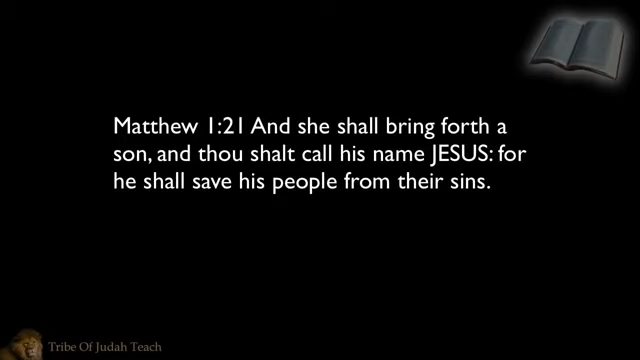 Matthew 1:21 And she shall bring forth a
son, and thou shalt call his name JESUS: for
he shall save his people from their sins.
Tribe Of Judah Teach